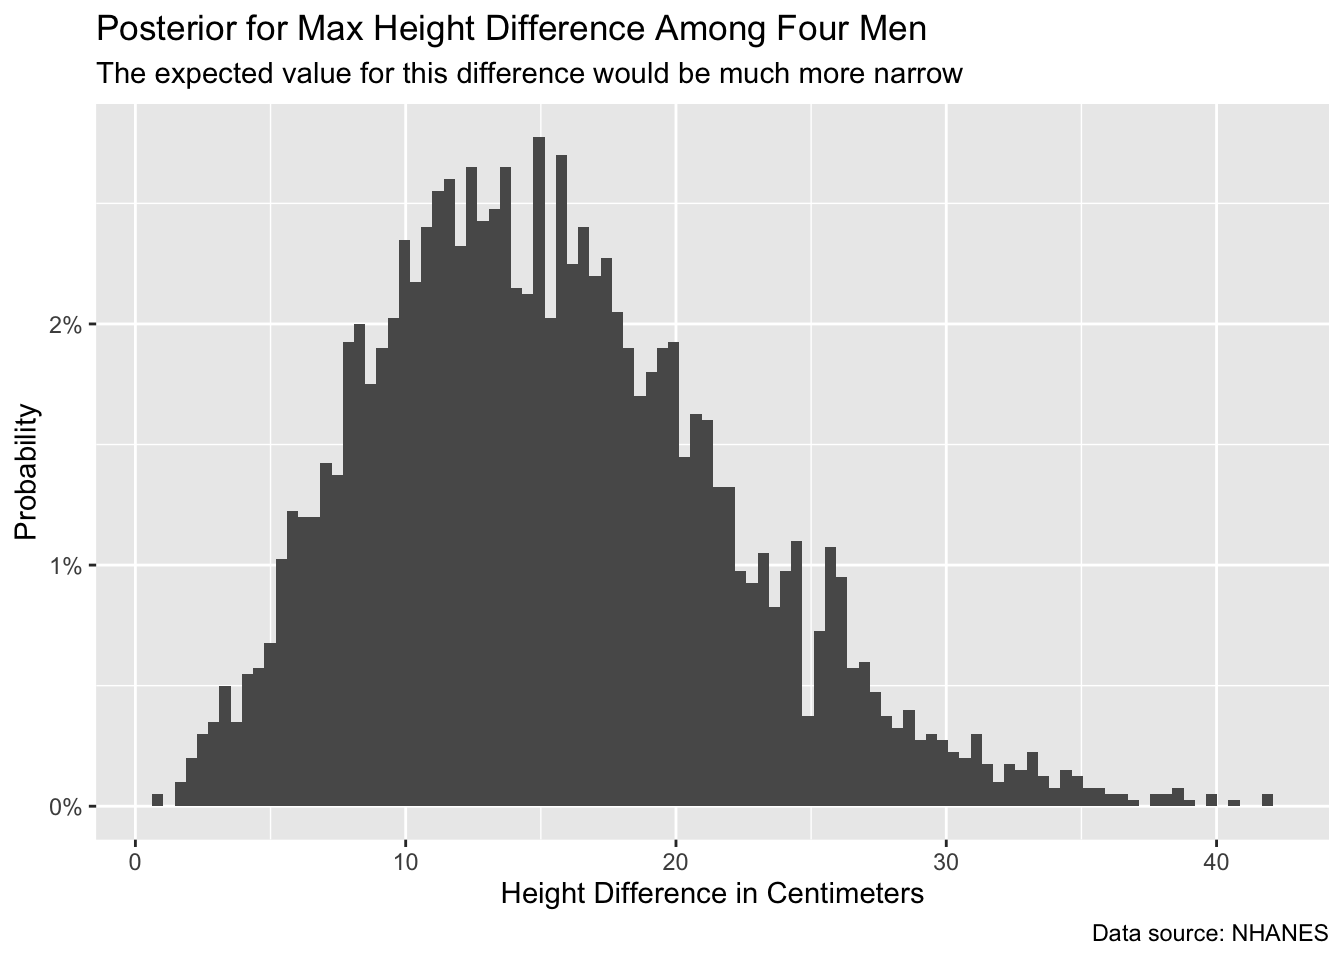 Posterior for Max Height Difference Among Four Men
The expected value for this difference would be much more narrow
2%
1%
0%
Probability
0 10 20 30 40
Height Difference in Centimeters
Data source: NHANES